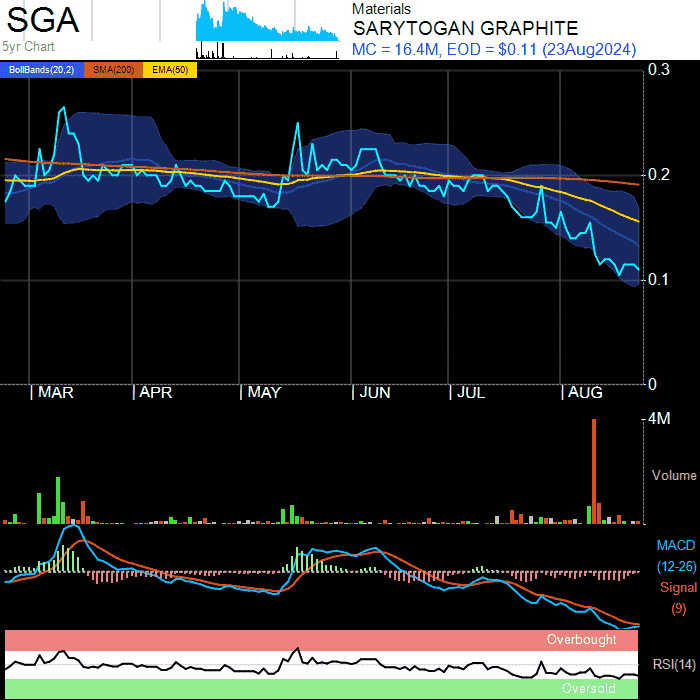 SGA
5yr Chart
Materials
SARYTOGAN GRAPHITE
MC = 16.4M, EOD = $0.11 (23Aug2024)
BollBands(20,2) SMA(200) EMA(50)
0.3
0.2
0.1
0
| MAR | APR | MAY | JUN | JUL | AUG
4M
Volume
MACD
(12-26)
Signal
(9)
Overbought
RSI(14)
Oversold